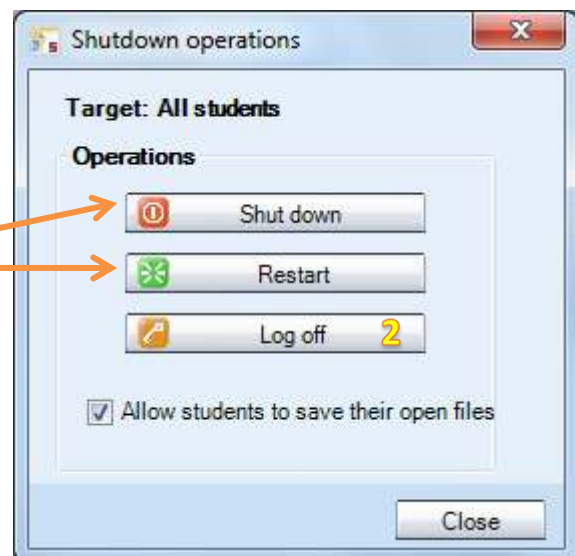 Shutdown operations
Target: All students
Operations
Shut down
Restart
Log off 2
Allow students to save their open files
Close